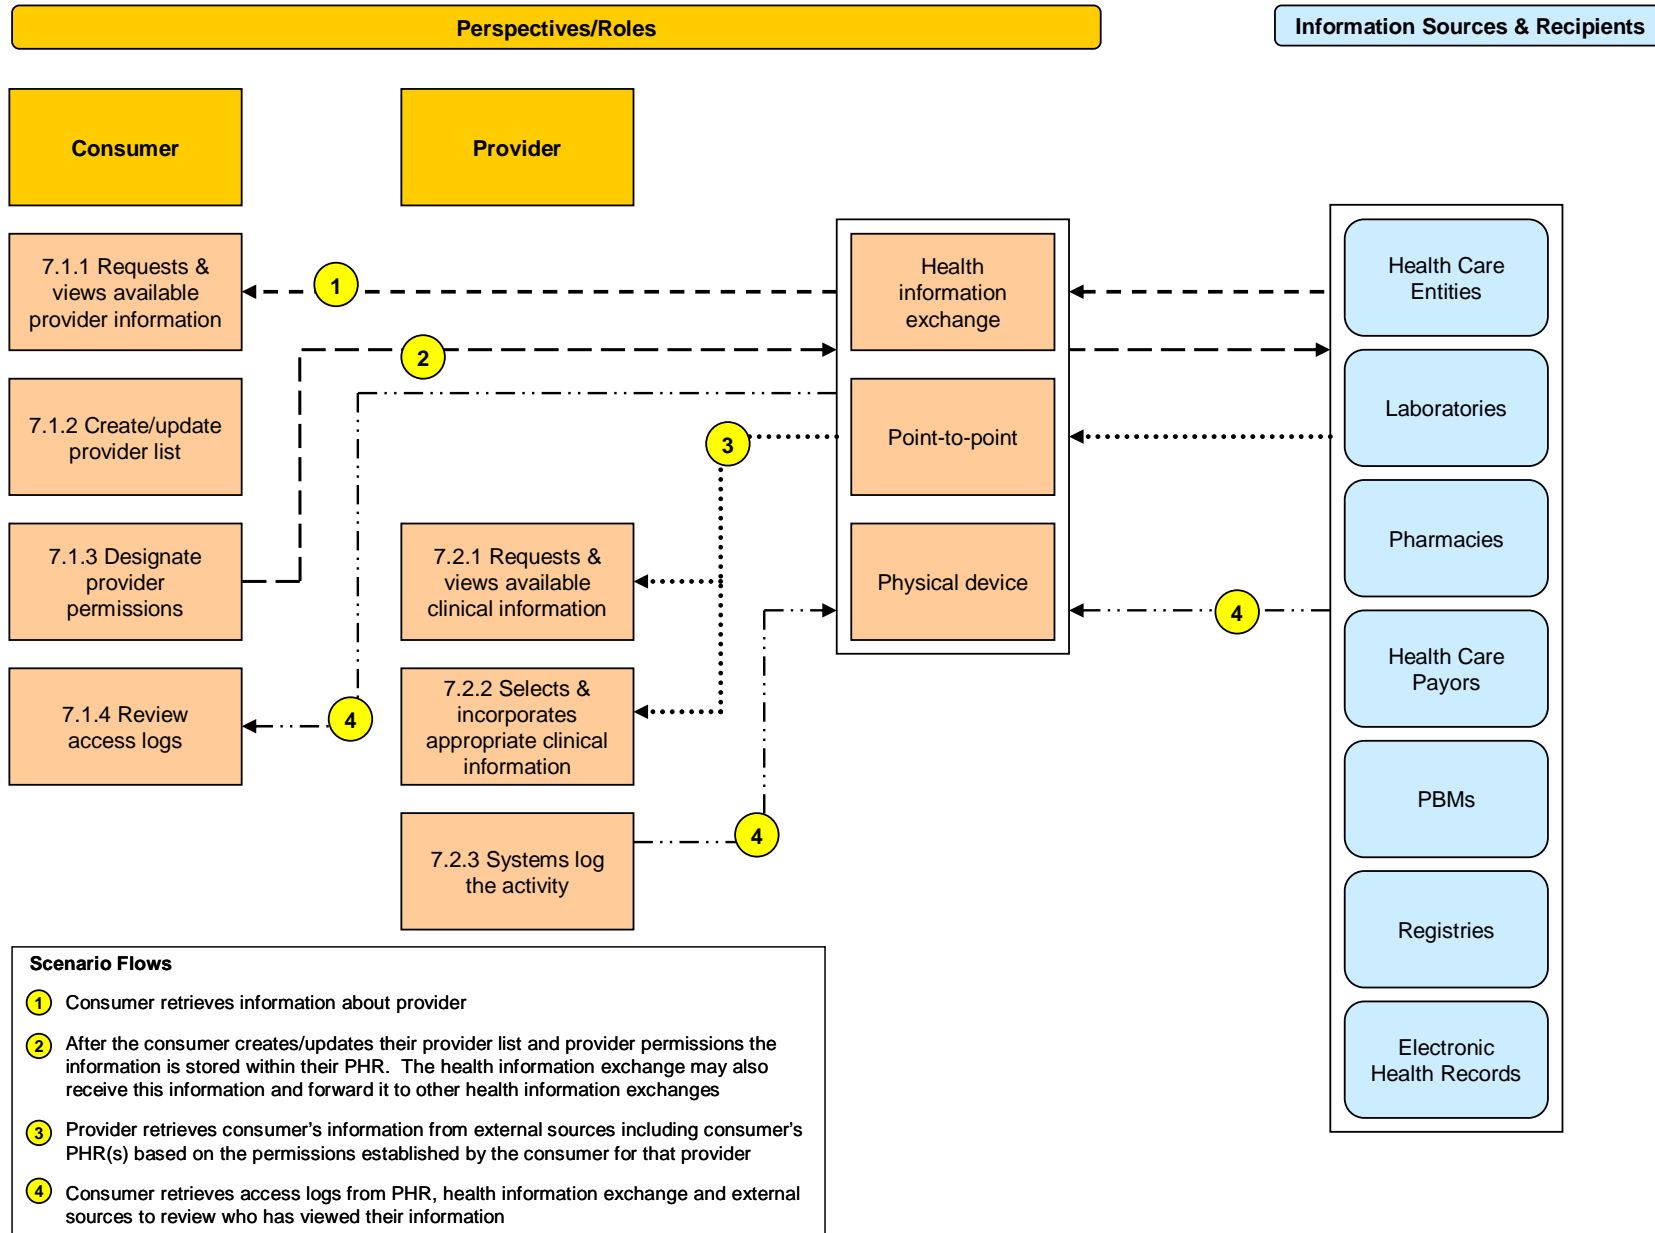 Perspectives/Roles
Information Sources & Recipients
Consumer
Provider
7.1.1 Requests &
views available
provider information
7.1.2 Create/update
provider list
7.1.3 Designate
provider
permissions
7.1.4 Review
access logs
7.2.1 Requests &
views available
clinical information
7.2.2 Selects &
incorporates
appropriate clinical
information
7.2.3 Systems log
the activity
Health
information
exchange
Point-to-point
Physical device
Health Care
Entities
Laboratories
Pharmacies
Health Care
Payors
PBMs
Registries
Electronic
Health Records
1
2
3
4
4
4
Scenario Flows
1 Consumer retrieves information about provider
2 After the consumer creates/updates their provider list and provider permissions the
information is stored within their PHR. The health information exchange may also
receive this information and forward it to other health information exchanges
3 Provider retrieves consumer's information from external sources including consumer's
PHR(s) based on the permissions established by the consumer for that provider
4 Consumer retrieves access logs from PHR, health information exchange and external
sources to review who has viewed their information